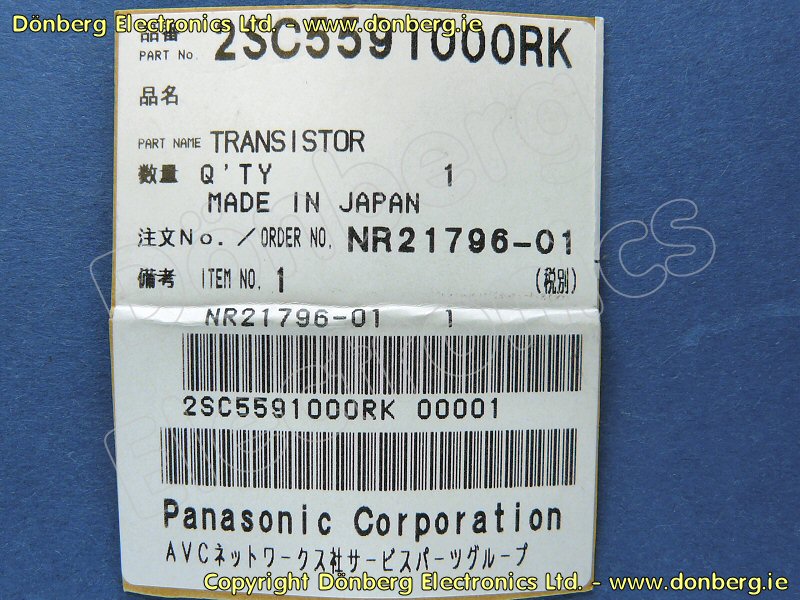 Dönberg Electronics Ltd. - www.donberg.ie
品番
PART No. 2SC5591000RK
品名
PART NAME TRANSISTOR
数量 Q'TY 1
MADE IN JAPAN
注文No./ORDER NO. NR21796-01
備考 ITEM NO. 1 (税別)
NR21796-01 1
2SC5591000RK 00001
Panasonic Corporation
AVCネットワークス社サービスパーツグループ
Copyright Dönberg Electronics Ltd. - www.donberg.ie
Dönberg
Electronics